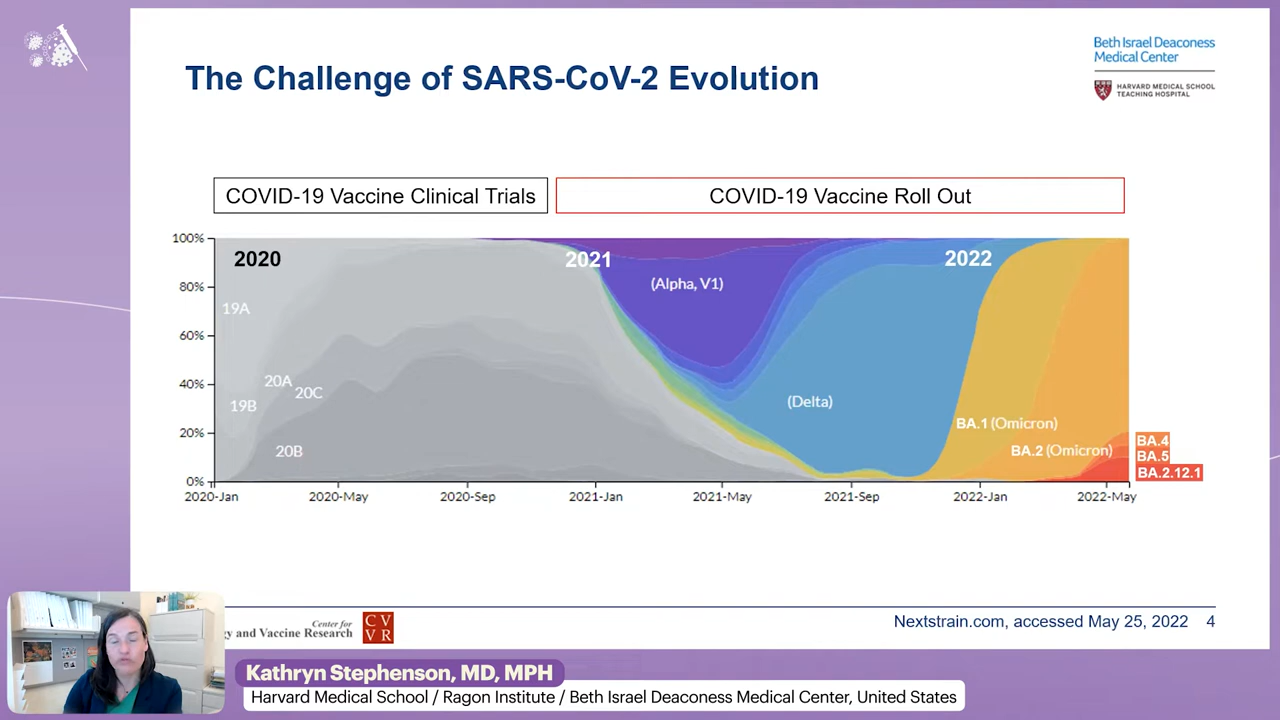 The Challenge of SARS-CoV-2 Evolution
Beth Israel Deaconess
Medical Center
HARVARD MEDICAL SCHOOL
TEACHING HOSPITAL
COVID-19 Vaccine Clinical Trials
COVID-19 Vaccine Roll Out
100%
80%
60%
40%
20%
0%
2020
2021
2022
19A
(Alpha, V1)
20A
20C
19B
(Delta)
BA.1 (Omicron)
20B
BA.2 (Omicron)
BA.4
BA.5
BA.2.12.1
2020-Jan
2020-May
2020-Sep
2021-Jan
2021-May
2021-Sep
2022-Jan
2022-May
Center for
gy and Vaccine Research
C V
V R
Nextstrain.com, accessed May 25, 2022 4
Kathryn Stephenson, MD, MPH
Harvard Medical School / Ragon Institute / Beth Israel Deaconess Medical Center, United States